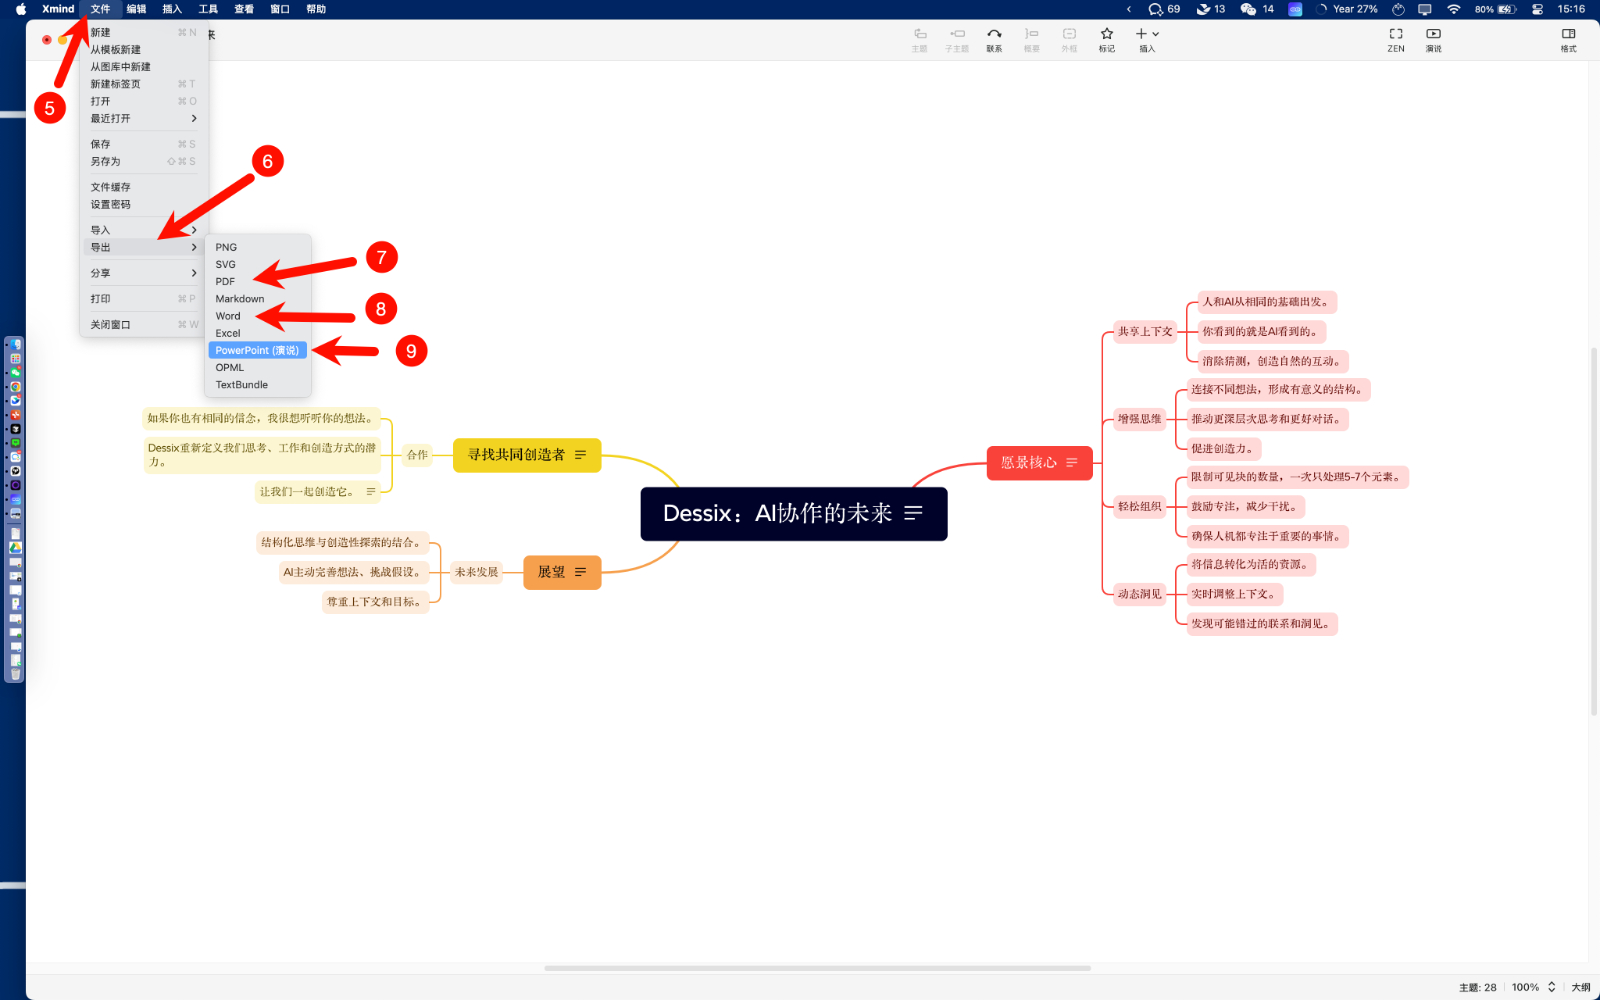 Xmind 文件 编辑 插入 工具 查看 窗口 帮助
69 13 14 Year 27% 80% 15:16
来
主题 子主题 联系 概要 外框 标记 插入 ZEN 演说 格式
新建 ⌘ N
从模板新建
从图库中新建
新建标签页 ⌘ T
打开 ⌘ O
最近打开
保存 ⌘ S
另存为 ⇧ ⌘ S
文件缓存
设置密码
导入
导出
分享
打印 ⌘ P
关闭窗口 ⌘ W
5
6
7
8
9
PNG
SVG
PDF
Markdown
Word
Excel
PowerPoint (演说)
OPML
TextBundle
如果你也有相同的信念，我很想听听你的想法。
Dessix重新定义我们思考、工作和创造方式的潜
力。
让我们一起创造它。
合作
寻找共同创造者
结构化思维与创造性探索的结合。
AI主动完善想法、挑战假设。
尊重上下文和目标。
未来发展
展望
Dessix：AI协作的未来
愿景核心
共享上下文
人和AI从相同的基础出发。
你看到的就是AI看到的。
消除猜测，创造自然的互动。
增强思维
连接不同想法，形成有意义的结构。
推动更深层次思考和更好对话。
促进创造力。
轻松组织
限制可见块的数量，一次只处理5-7个元素。
鼓励专注，减少干扰。
确保人机都专注于重要的事情。
动态洞见
将信息转化为活的资源。
实时调整上下文。
发现可能错过的联系和洞见。
主题: 28 100% 大纲